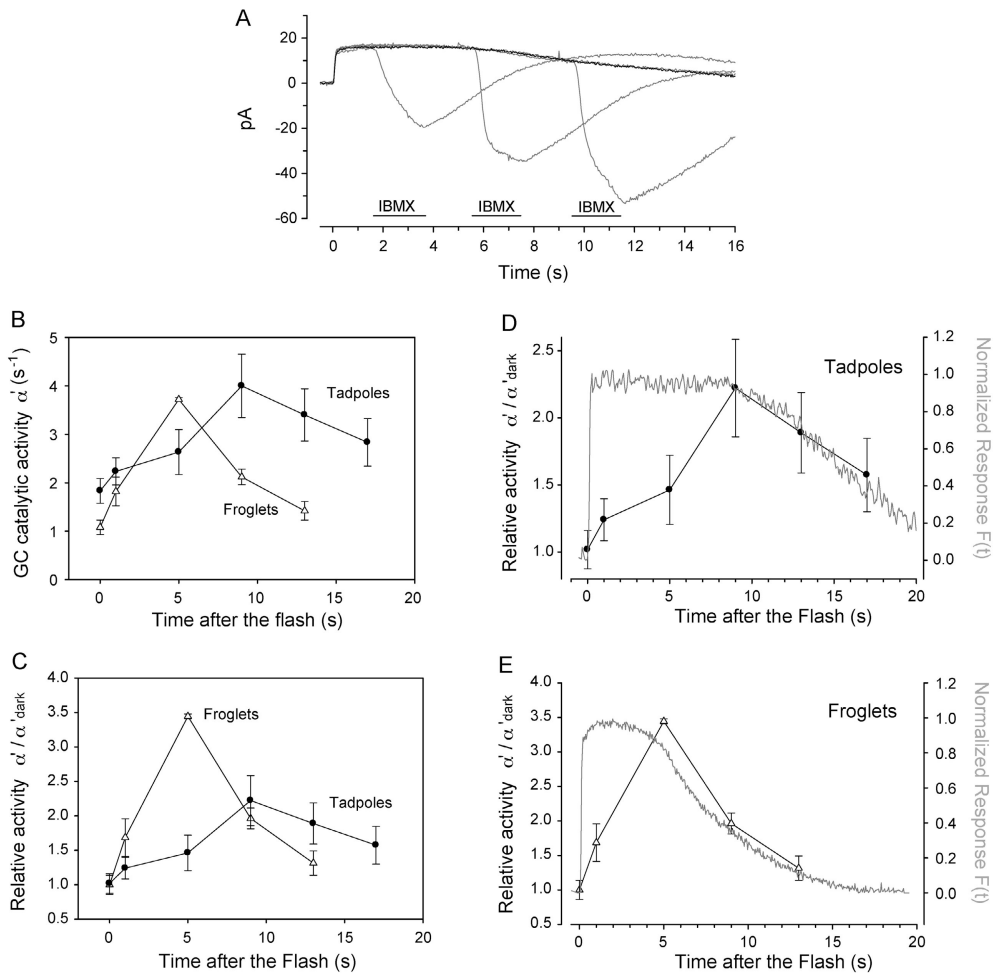 A
20
0
-20
-40
-60
pA
IBMX IBMX IBMX
0 2 4 6 8 10 12 14 16
Time (s)
B
5
4
3
2
1
0
GC catalytic activity α' (s⁻¹)
Tadpoles
Froglets
0 5 10 15 20
Time after the flash (s)
C
4.0
3.5
3.0
2.5
2.0
1.5
1.0
0.5
Relative activity α' / α'dark
Froglets
Tadpoles
0 5 10 15 20
Time after the Flash (s)
D
2.5
2.0
1.5
1.0
Relative activity α' / α'dark
Tadpoles
1.2
1.0
0.8
0.6
0.4
0.2
0.0
Normalized Response F(t)
0 5 10 15 20
Time after the Flash (s)
E
4.0
3.5
3.0
2.5
2.0
1.5
1.0
0.5
Relative activity α' / α'dark
Froglets
1.2
1.0
0.8
0.6
0.4
0.2
0.0
Normalized Response F(t)
0 5 10 15 20
Time after the Flash (s)